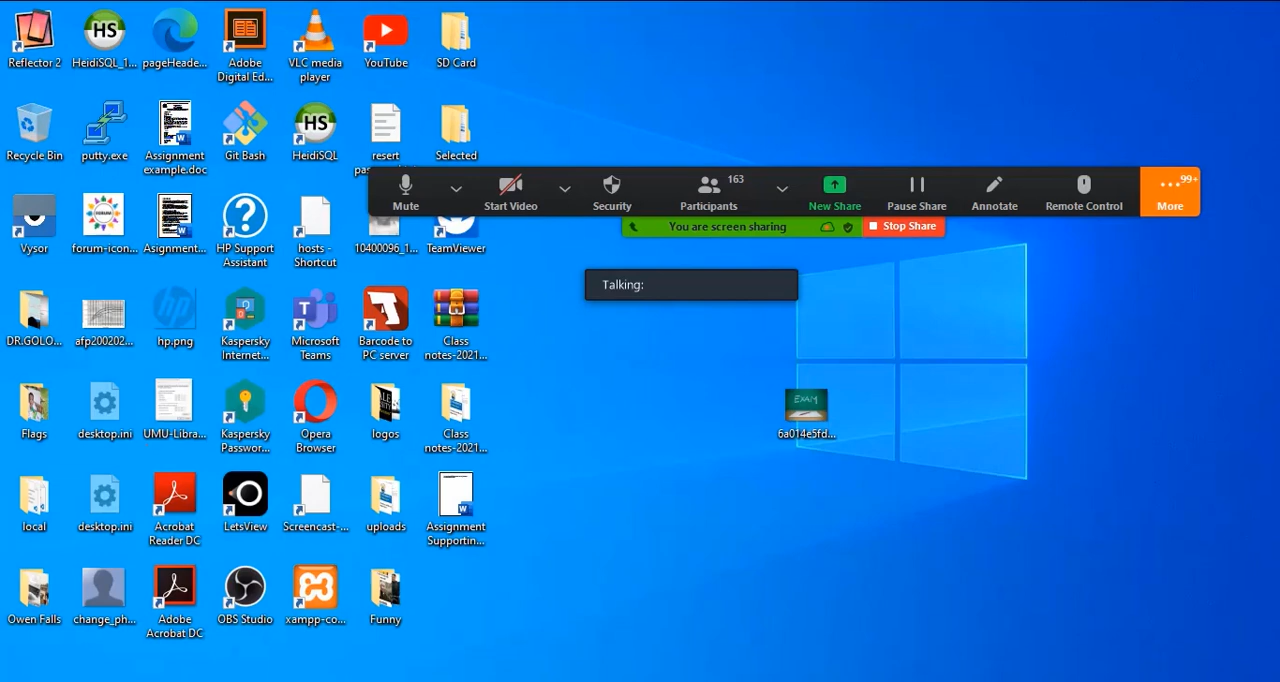 Reflector 2
HeidiSQL_1...
pageHeade...
Adobe
Digital Ed...
VLC media
player
YouTube
SD Card
Recycle Bin
putty.exe
Assignment
example.doc
Git Bash
HS
HeidiSQL
resert
Selected
Mute
Start Video
Security
163
Participants
New Share
Pause Share
Annotate
Remote Control
99+
More
You are screen sharing
Stop Share
Talking:
Vysor
FORUM
forum-icon...
Asignment...
HP Support
Assistant
hosts -
Shortcut
10400096_1...
TeamViewer
DR.GOLO...
afp200202...
hp
hp.png
Kaspersky
Internet...
Microsoft
Teams
Barcode to
PC server
Class
notes-2021...
EXAM
6a014e5fd...
Flags
desktop.ini
UMU-Libra...
Kaspersky
Passwor...
Opera
Browser
logos
Class
notes-2021...
local
desktop.ini
Acrobat
Reader DC
LetsView
Screencast-...
uploads
Assignment
Supportin...
Owen Falls
change_ph...
Adobe
Acrobat DC
OBS Studio
xampp-co...
Funny